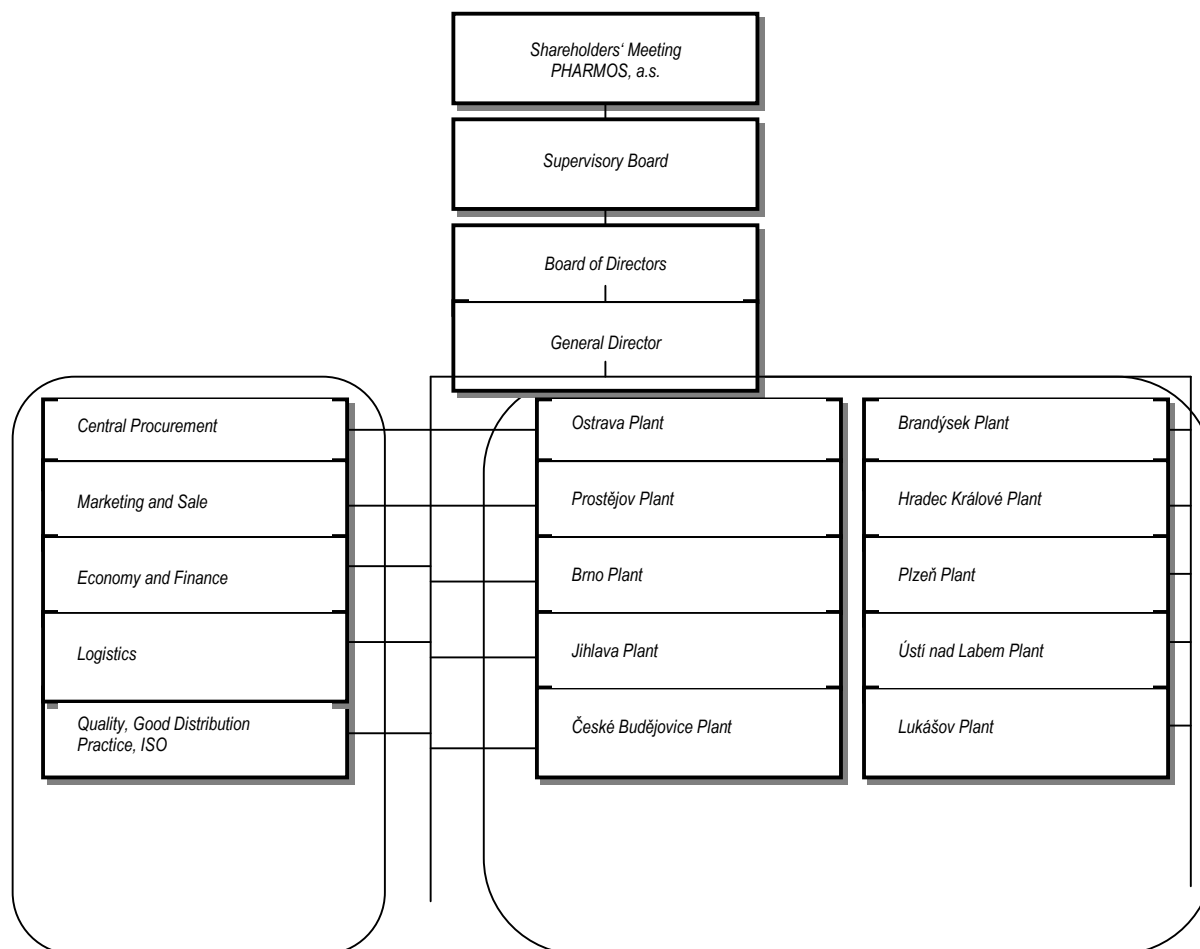 Shareholders‘ Meeting
PHARMOS, a.s.
Supervisory Board
Board of Directors
General Director
Central Procurement
Marketing and Sale
Economy and Finance
Logistics
Quality, Good Distribution
Practice, ISO
Ostrava Plant
Prostějov Plant
Brno Plant
Jihlava Plant
České Budějovice Plant
Brandýsek Plant
Hradec Králové Plant
Plzeň Plant
Ústí nad Labem Plant
Lukášov Plant